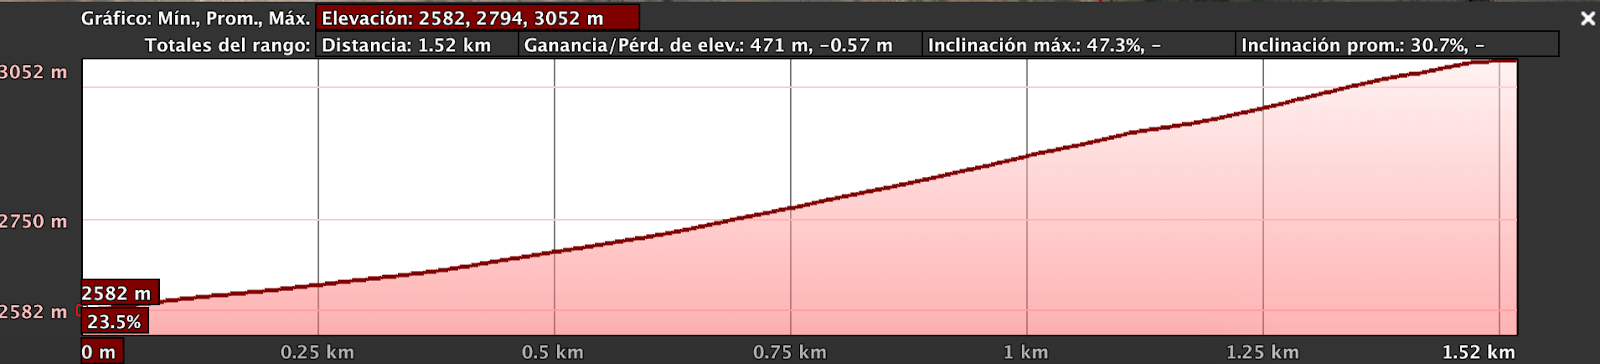 Gráfico: Mín., Prom., Máx. Elevación: 2582, 2794, 3052 m
Totales del rango: Distancia: 1.52 km Ganancia/Pérd. de elev.: 471 m, -0.57 m Inclinación máx.: 47.3%, - Inclinación prom.: 30.7%, -
3052 m
2750 m
2582 m
2582 m
23.5%
0 m 0.25 km 0.5 km 0.75 km 1 km 1.25 km 1.52 km